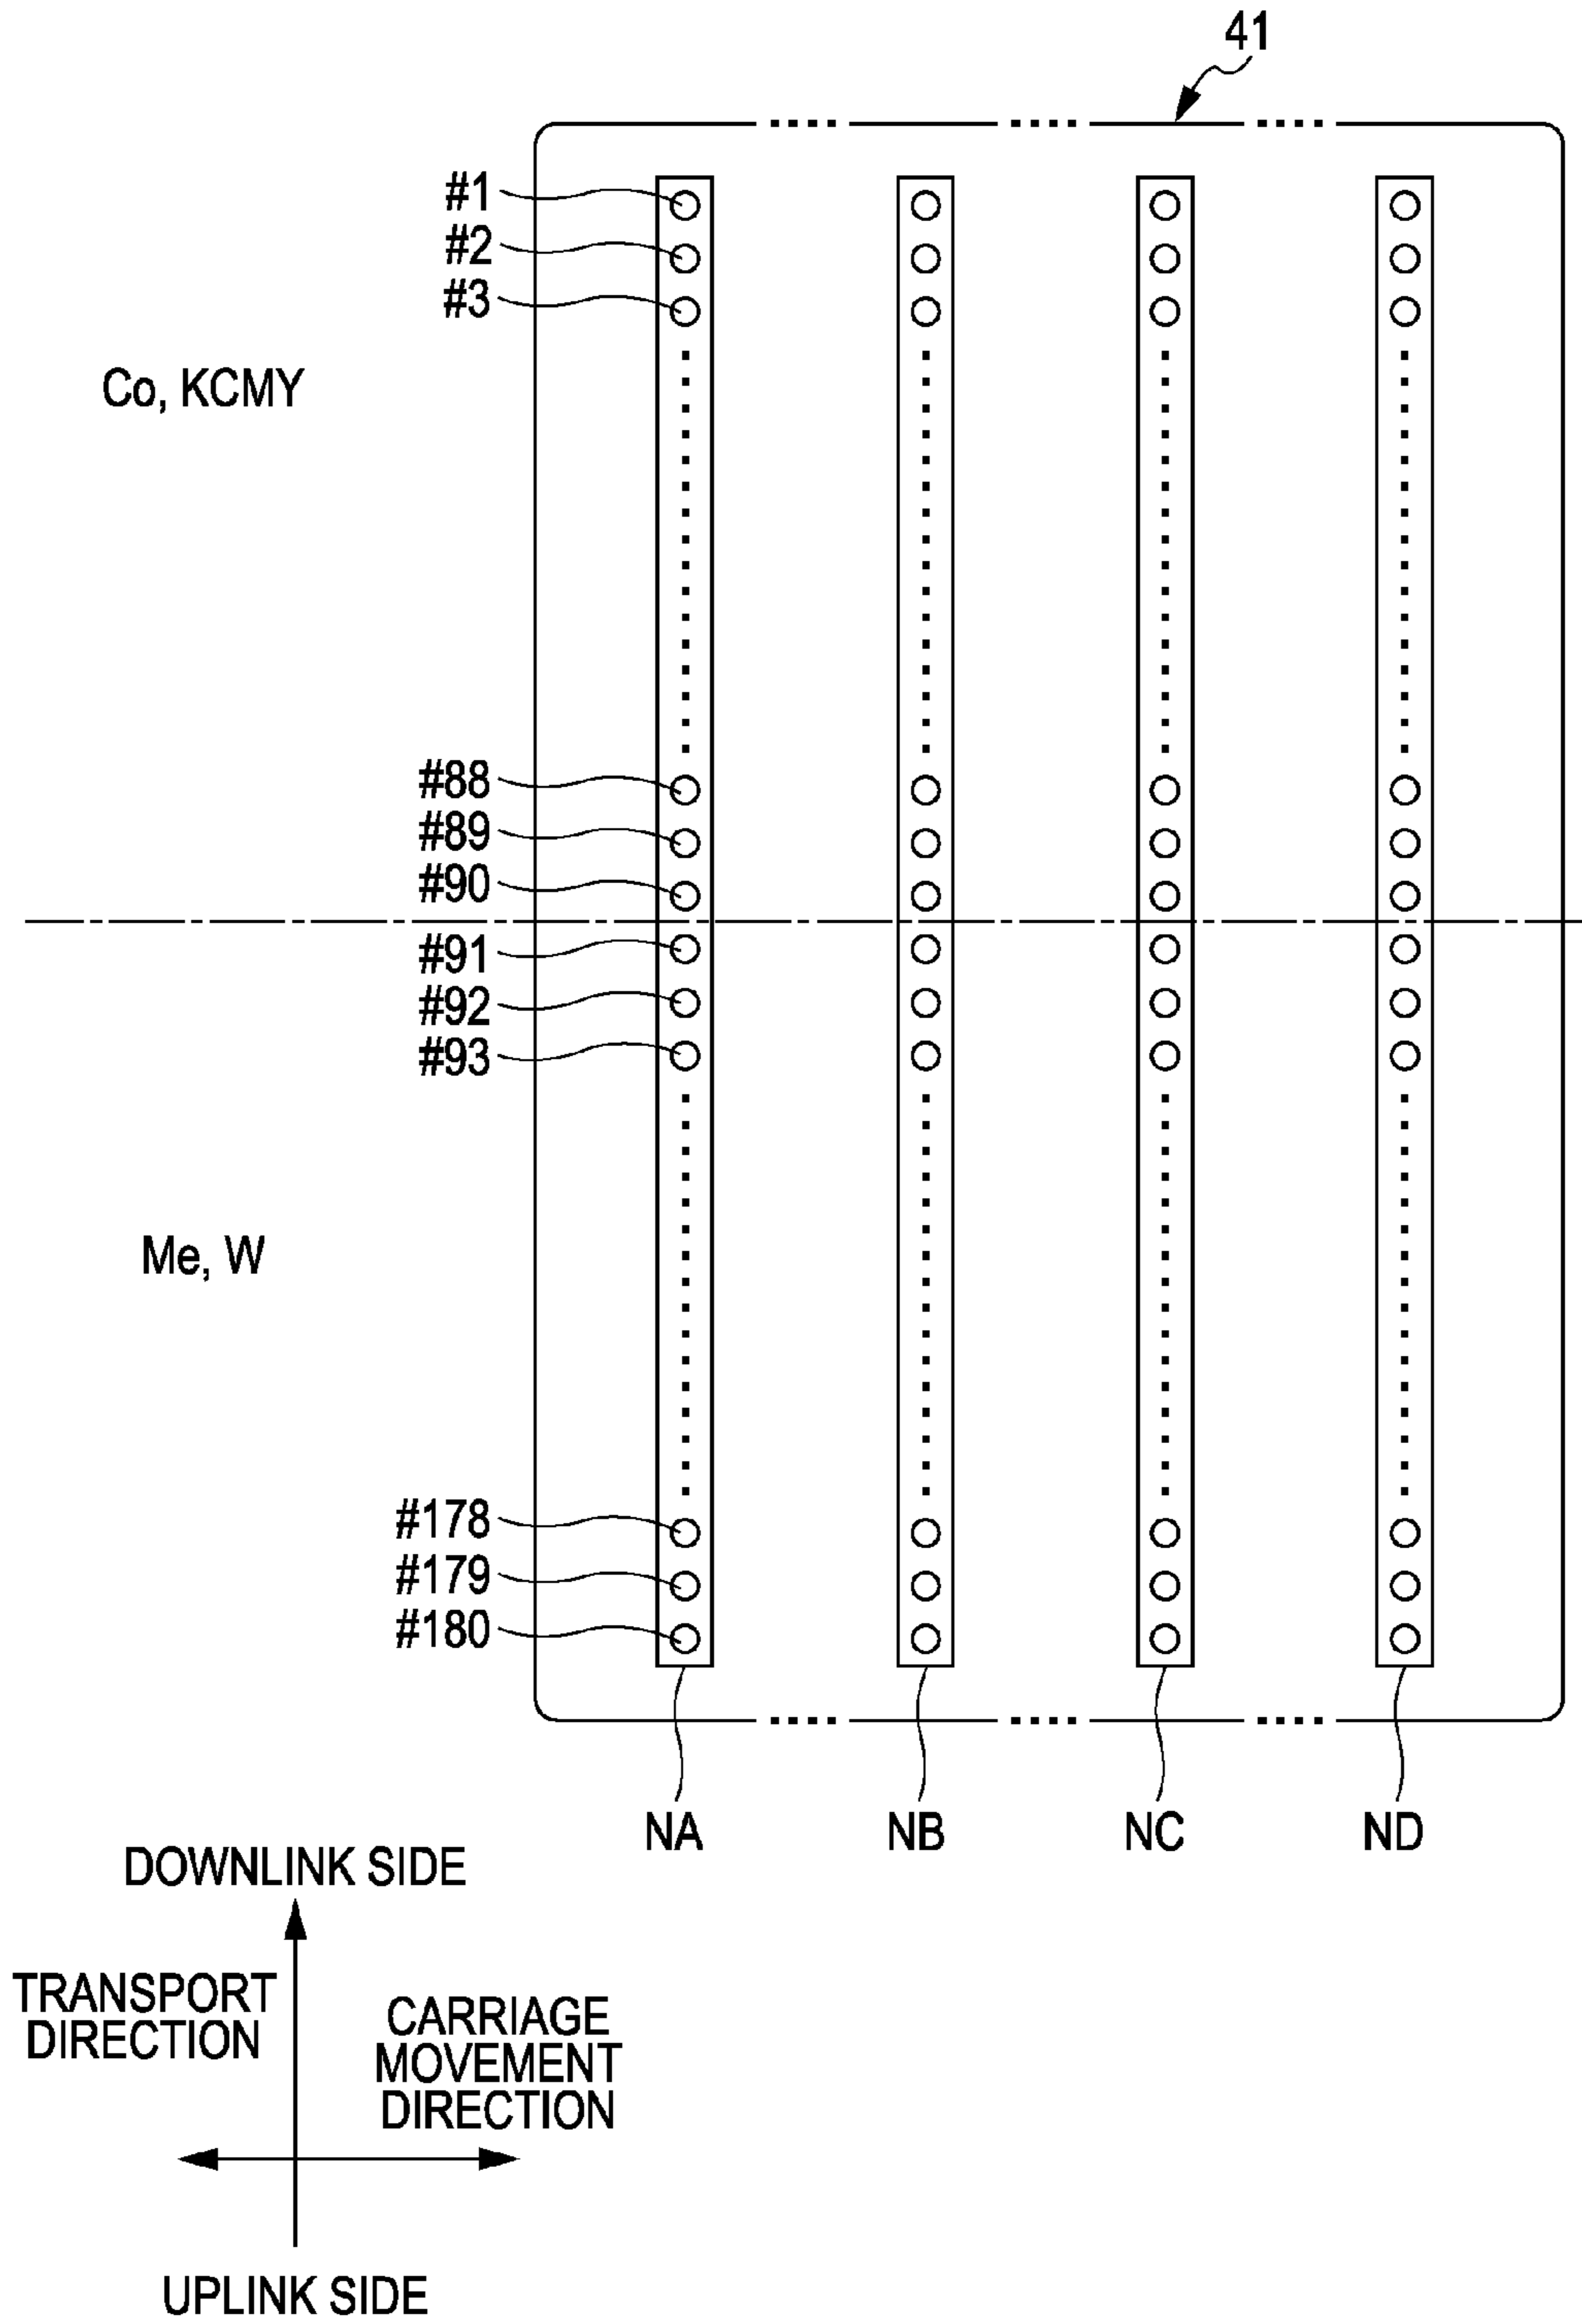 41
#1
#2
#3
Co, KCMY
#88
#89
#90
#91
#92
#93
Me, W
#178
#179
#180
NA NB NC ND
DOWNLINK SIDE
TRANSPORT
DIRECTION
CARRIAGE
MOVEMENT
DIRECTION
UPLINK SIDE